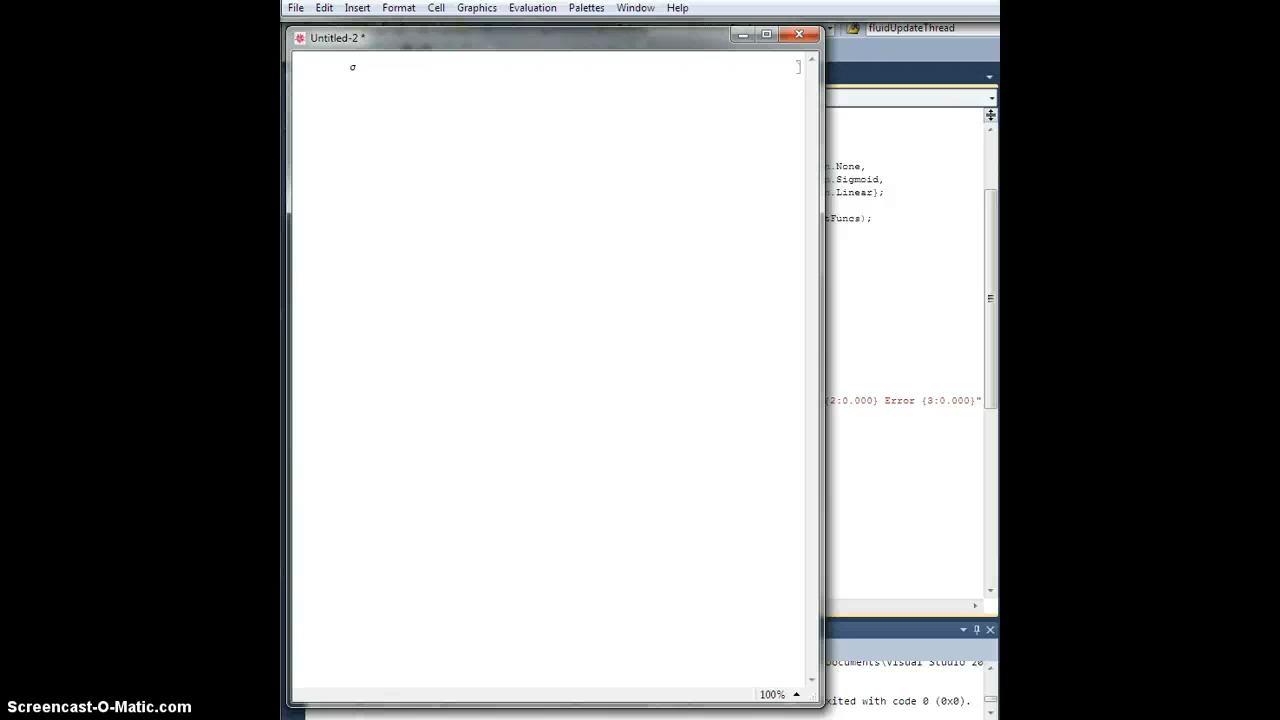 File Edit Insert Format Cell Graphics Evaluation Palettes Window Help
Untitled-2 *
fluidUpdateThread
σ
.None,
.Sigmoid,
.Linear};
Funcs);
{2:0.000} Error {3:0.000}"
Documents\Visual Studio 20
xited with code 0 (0x0).
100%
Screencast-O-Matic.com